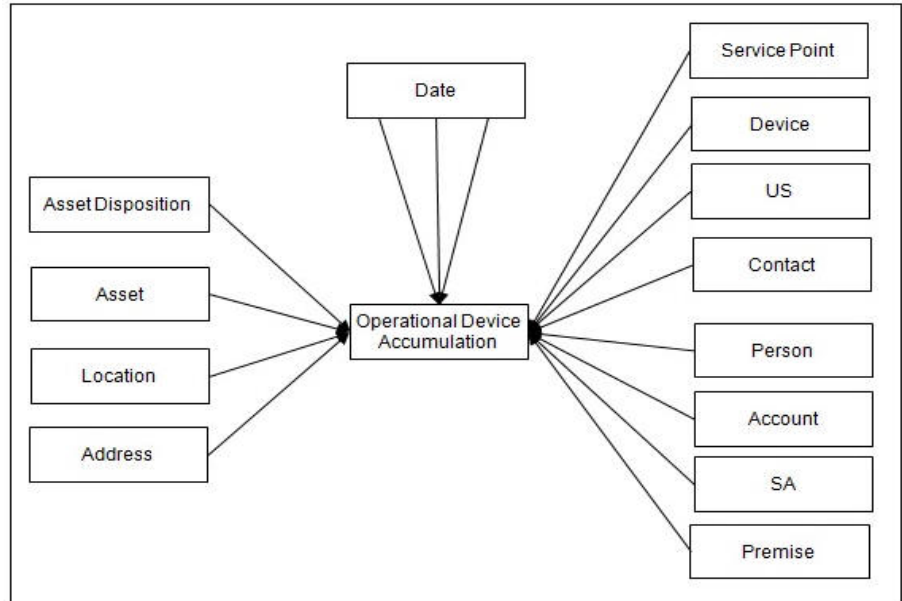 Date
Asset Disposition
Asset
Location
Address
Operational Device
Accumulation
Service Point
Device
US
Contact
Person
Account
SA
Premise